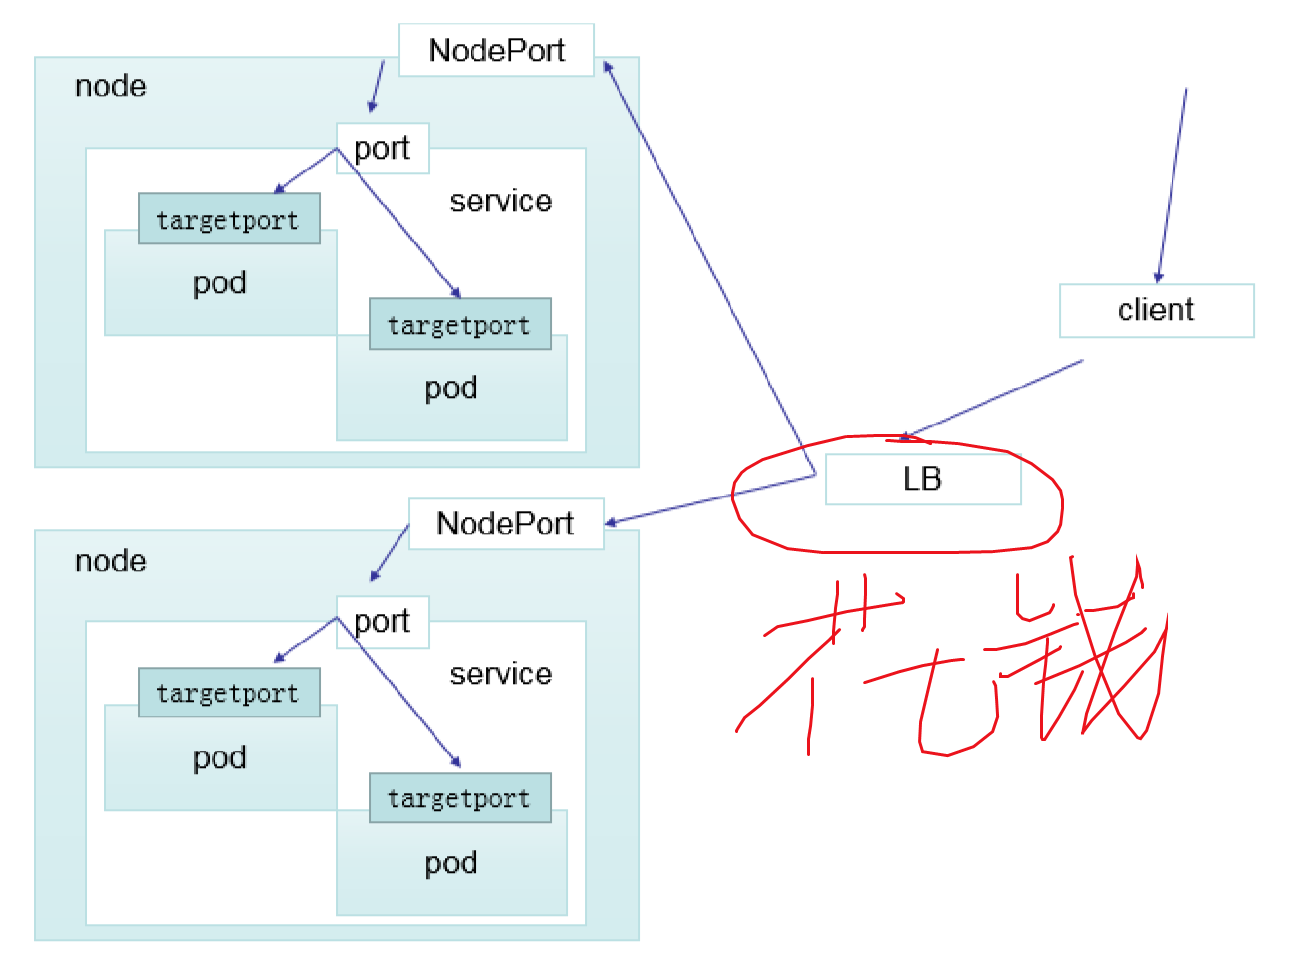 NodePort
node
port
service
targetport
pod
targetport
pod
client
LB
花钱
NodePort
node
port
service
targetport
pod
targetport
pod